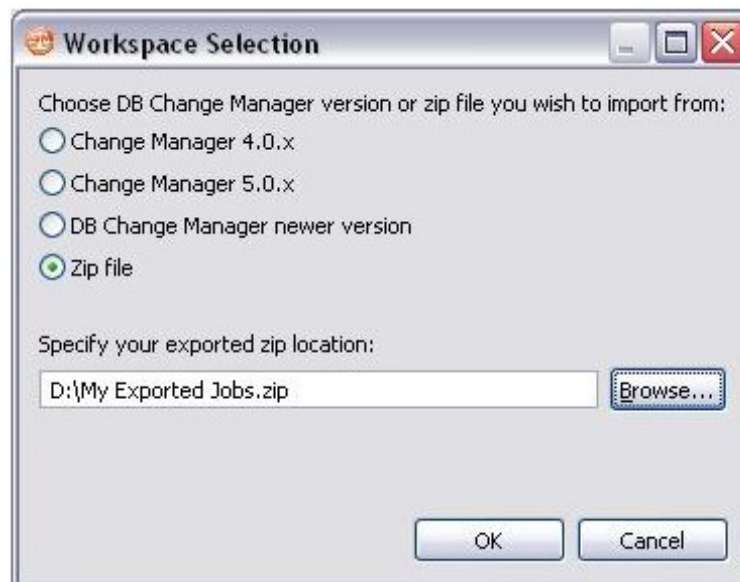 Workspace Selection
Choose DB Change Manager version or zip file you wish to import from:
Change Manager 4.0.x
Change Manager 5.0.x
DB Change Manager newer version
Zip file
Specify your exported zip location:
D:\My Exported Jobs.zip Browse...
OK Cancel